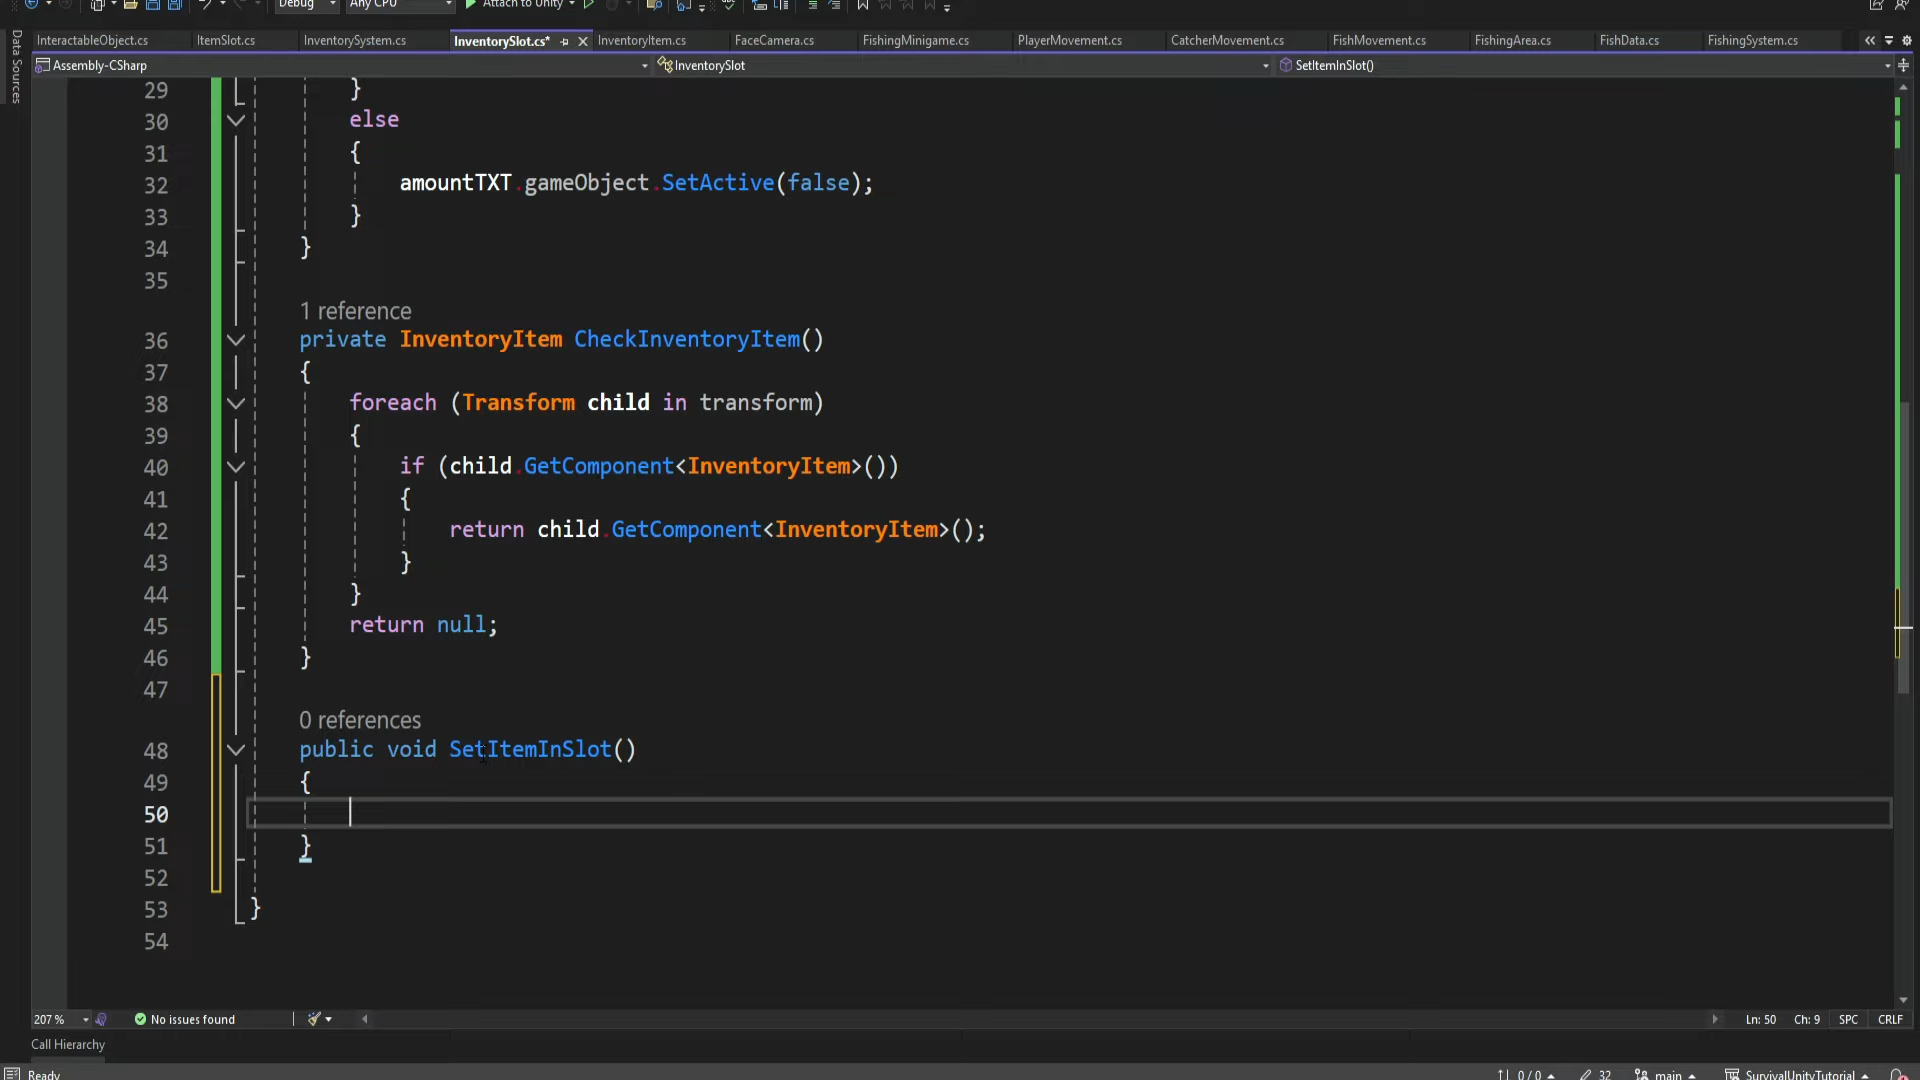 Debug Any CPU Attach to Unity
InteractableObject.cs ItemSlot.cs InventorySystem.cs InventorySlot.cs* InventoryItem.cs FaceCamera.cs FishingMinigame.cs PlayerMovement.cs CatcherMovement.cs FishMovement.cs FishingArea.cs FishData.cs FishingSystem.cs
Data Sources
Assembly-CSharp InventorySlot SetItemInSlot()
29 }
30 else
31 {
32 amountTXT.gameObject.SetActive(false);
33 }
34 }
35
1 reference
36 private InventoryItem CheckInventoryItem()
37 {
38 foreach (Transform child in transform)
39 {
40 if (child.GetComponent<InventoryItem>())
41 {
42 return child.GetComponent<InventoryItem>();
43 }
44 }
45 return null;
46 }
47
0 references
48 public void SetItemInSlot()
49 {
50
51 }
52
53 }
54
207 % No issues found Ln: 50 Ch: 9 SPC CRLF
Call Hierarchy
Ready 0 / 0 32 main SurvivalUnityTutorial